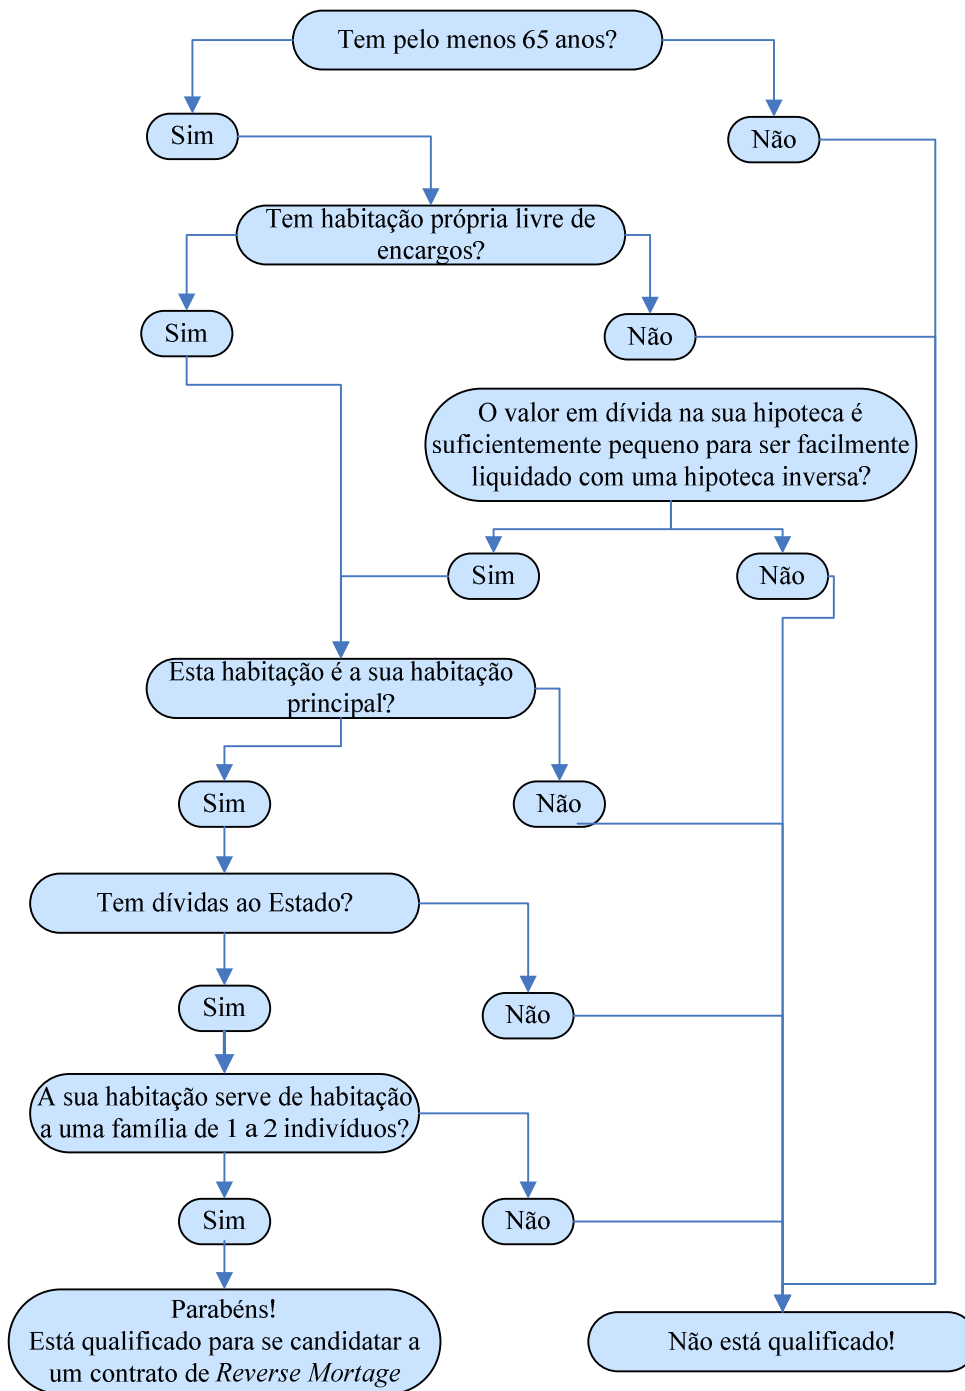 Tem pelo menos 65 anos?
Sim
Não
Tem habitação própria livre de
encargos?
Sim
Não
O valor em dívida na sua hipoteca é
suficientemente pequeno para ser facilmente
liquidado com uma hipoteca inversa?
Sim
Não
Esta habitação é a sua habitação
principal?
Sim
Não
Tem dívidas ao Estado?
Sim
Não
A sua habitação serve de habitação
a uma família de 1 a 2 indivíduos?
Sim
Não
Parabéns!
Está qualificado para se candidatar a
um contrato de Reverse Mortage
Não está qualificado!